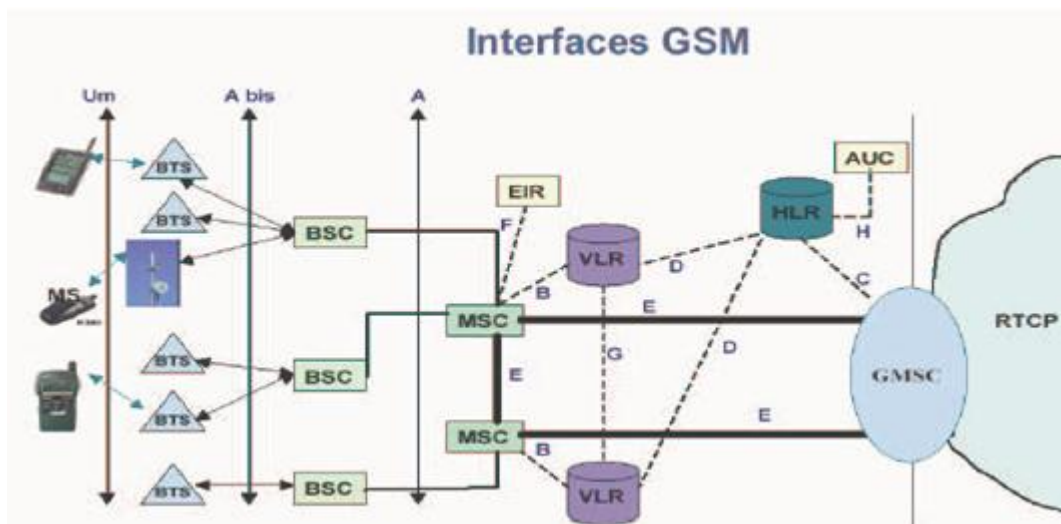 Interfaces GSM
Um
A bis
A
BTS
BTS
MS
BTS
BTS
BTS
BSC
BSC
BSC
EIR
F
MSC
E
MSC
B
B
VLR
G
VLR
D
D
HLR
AUC
H
C
E
E
GMSC
RTCP